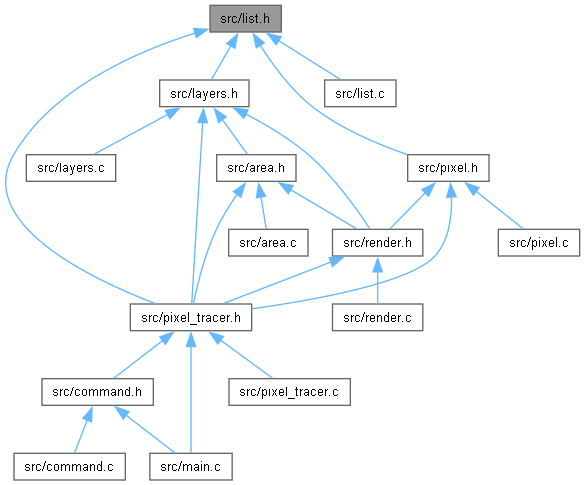 src/list.h
src/layers.h
src/list.c
src/layers.c
src/area.h
src/pixel.h
src/area.c
src/render.h
src/pixel.c
src/pixel_tracer.h
src/render.c
src/command.h
src/pixel_tracer.c
src/command.c
src/main.c